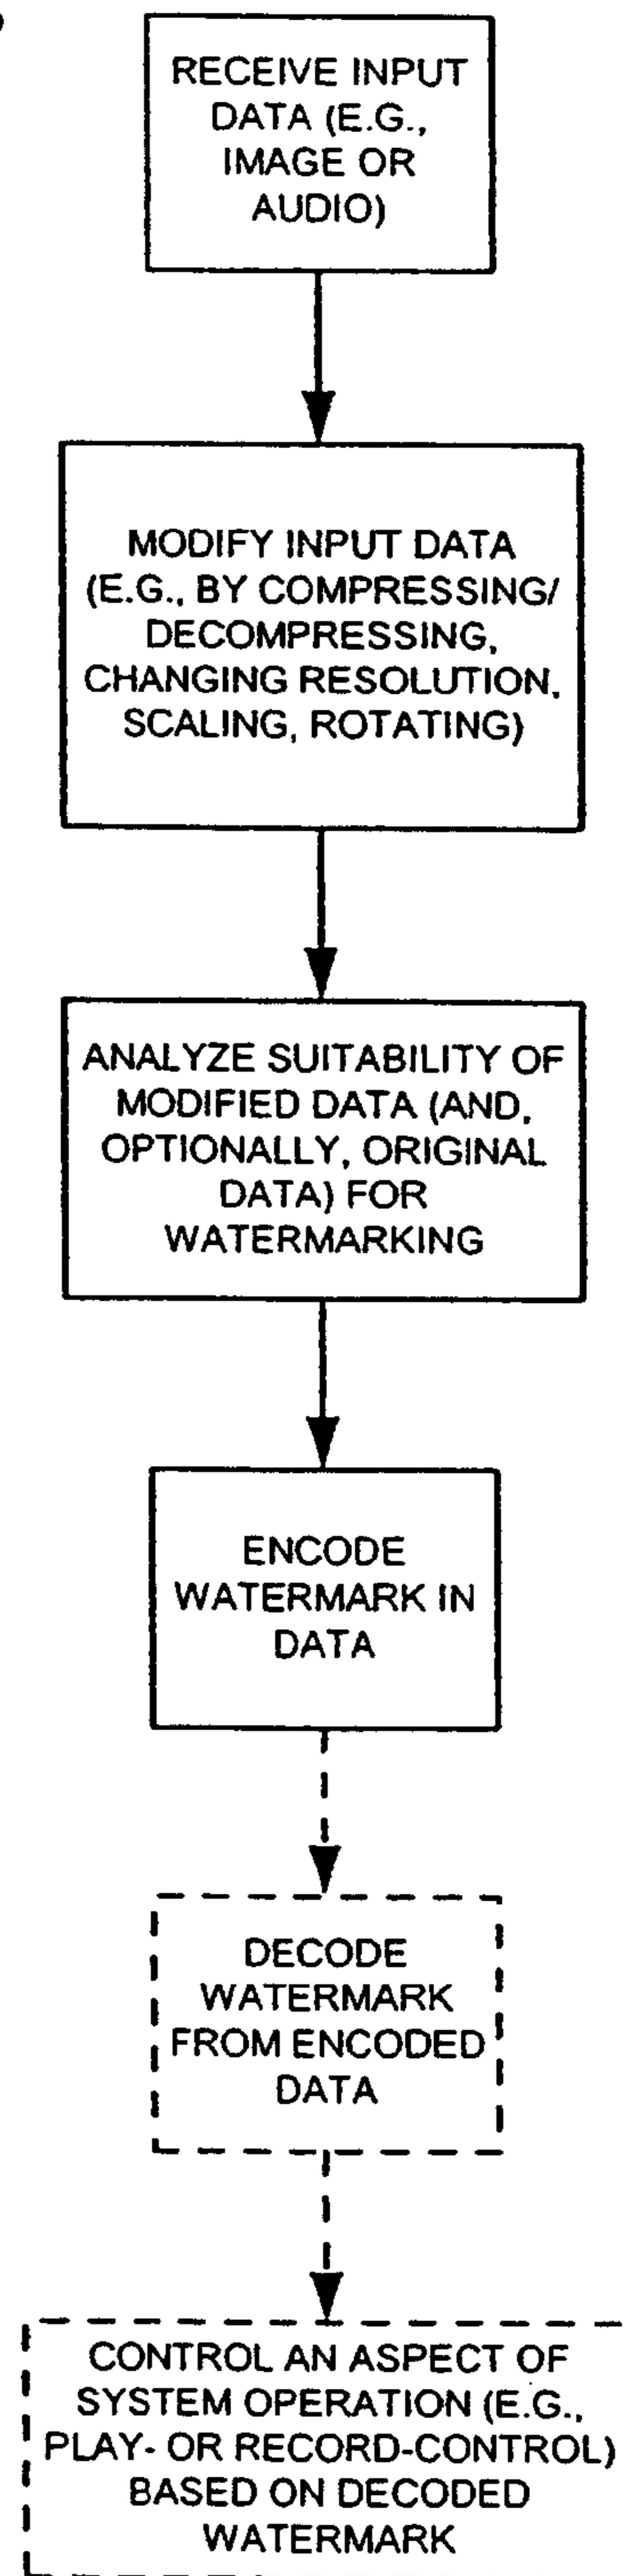 RECEIVE INPUT
DATA (E.G.,
IMAGE OR
AUDIO)
MODIFY INPUT DATA
(E.G., BY COMPRESSING/
DECOMPRESSING,
CHANGING RESOLUTION,
SCALING, ROTATING)
ANALYZE SUITABILITY OF
MODIFIED DATA (AND,
OPTIONALLY, ORIGINAL
DATA) FOR
WATERMARKING
ENCODE
WATERMARK IN
DATA
DECODE
WATERMARK
FROM ENCODED
DATA
CONTROL AN ASPECT OF
SYSTEM OPERATION (E.G.,
PLAY- OR RECORD-CONTROL)
BASED ON DECODED
WATERMARK